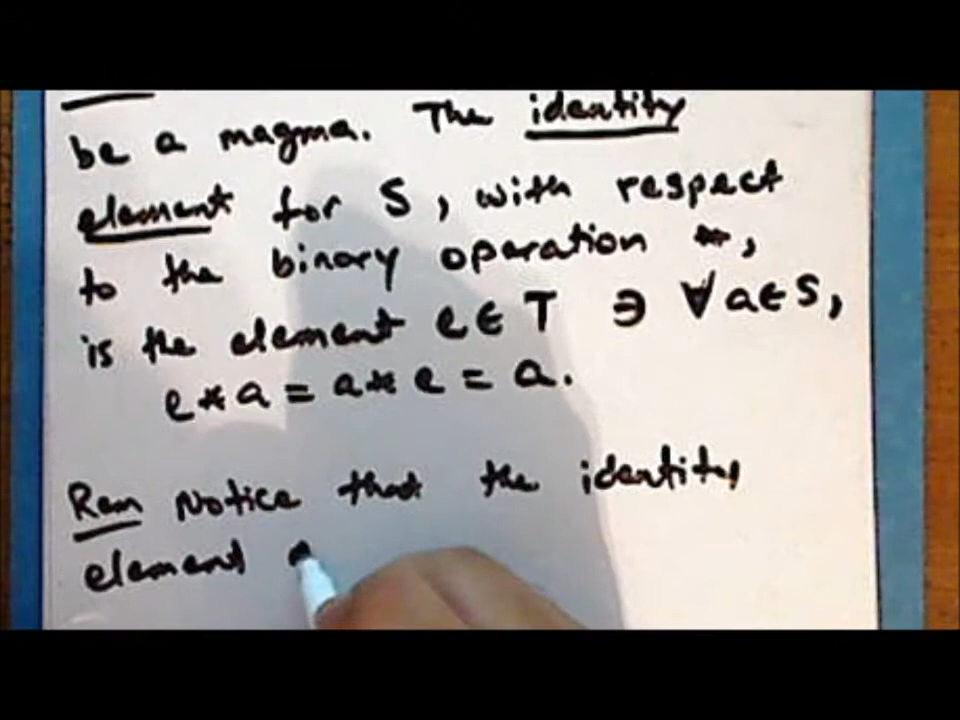 be a magma. The identity
element for S, with respect
to the binary operation *,
is the element e ∈ T ∋ ∀a∈S,
e * a = a * e = a.
Rem Notice that the identity
element